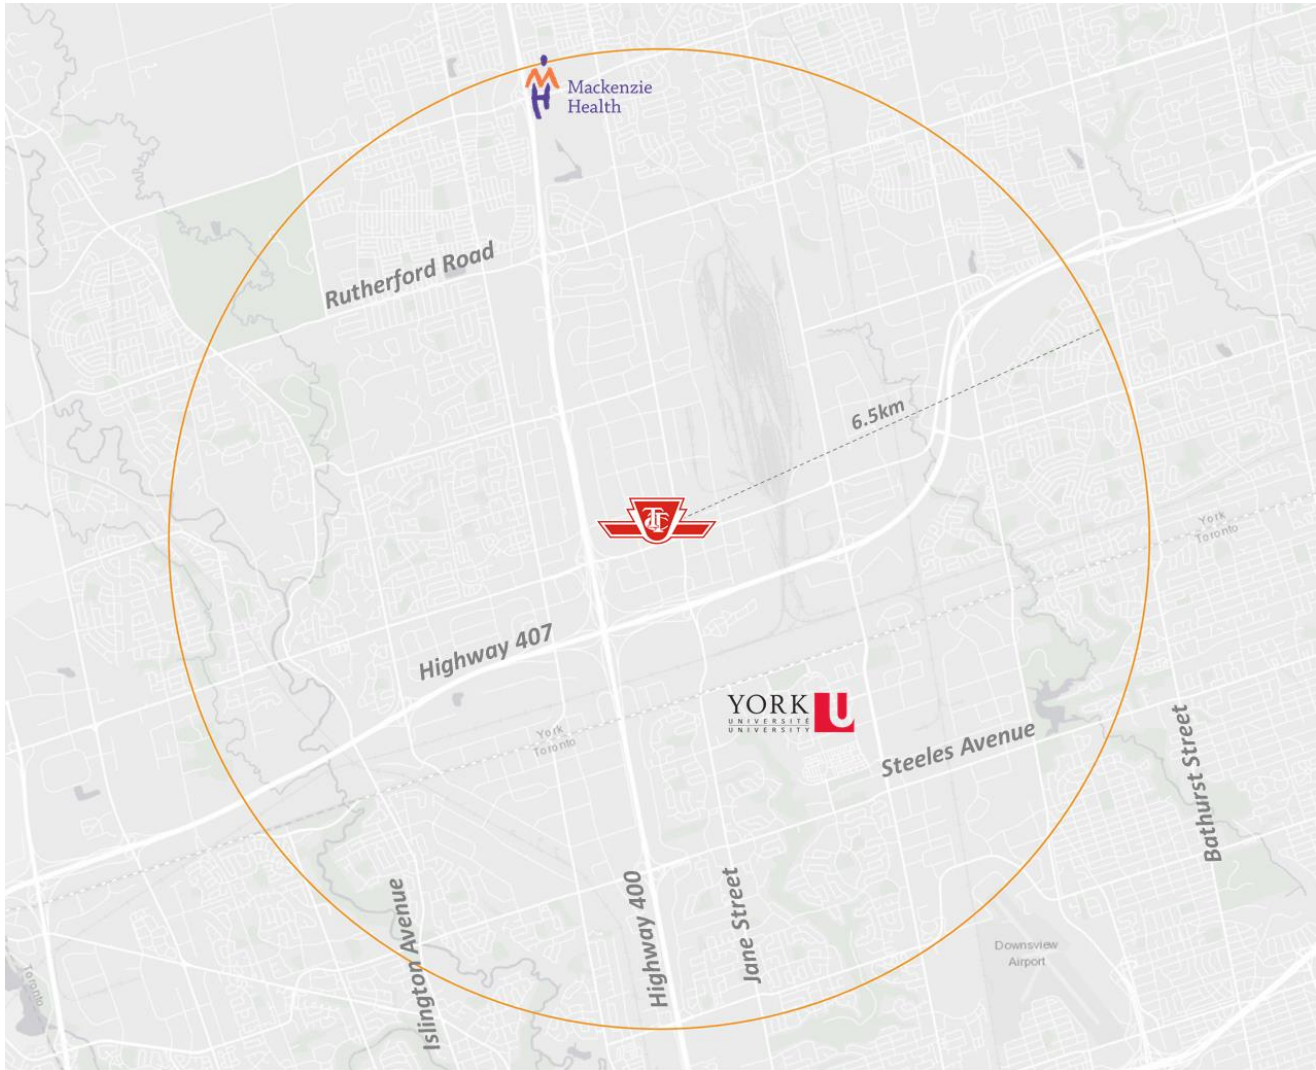 Mackenzie
Health
Rutherford Road
6.5km
TTC
York
Toronto
Highway 407
York
Toronto
YORK U
UNIVERSITÉ
UNIVERSITY
Steeles Avenue
Bathurst Street
Islington Avenue
Highway 400
Jane Street
Downsview
Airport
Toronto